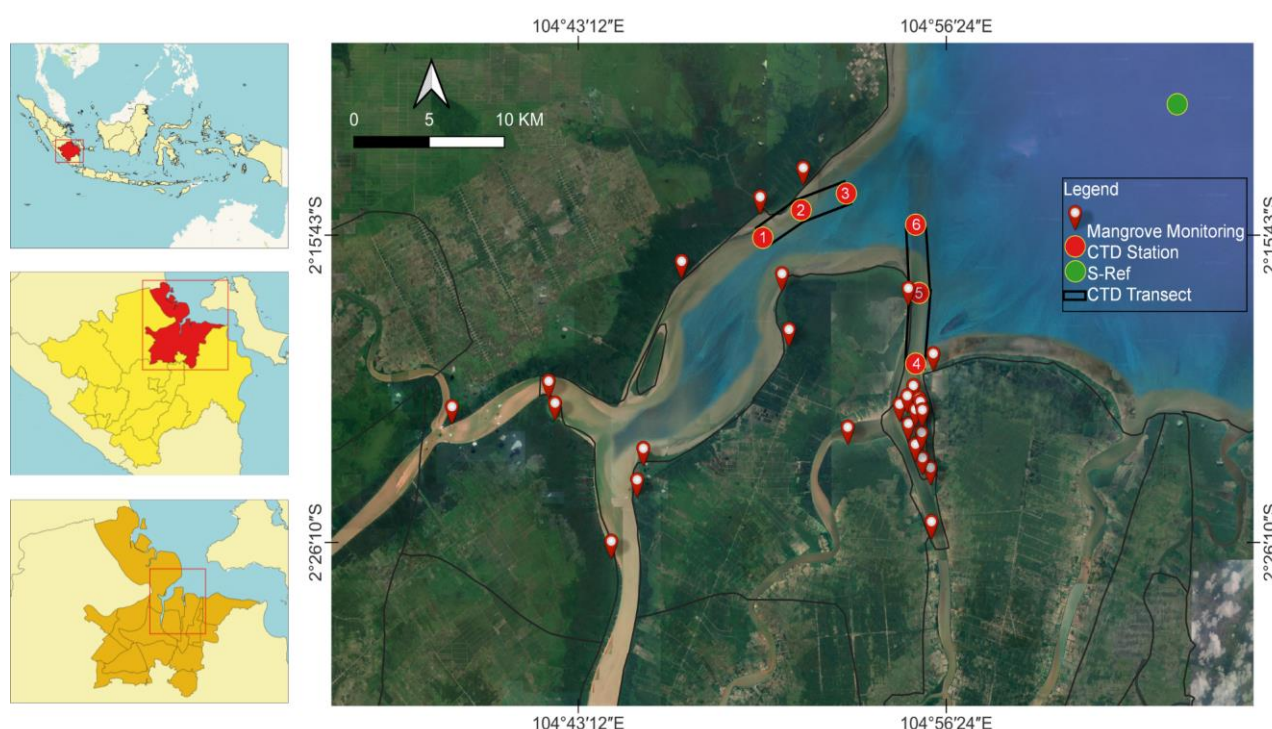 104°43'12"E
104°56'24"E
0
5
10 KM
2°15'43"S
2°26'10"S
1
2
3
6
5
4
Legend
Mangrove Monitoring
CTD Station
S-Ref
CTD Transect
2°15'43"S
2°26'10"S
104°43'12"E
104°56'24"E